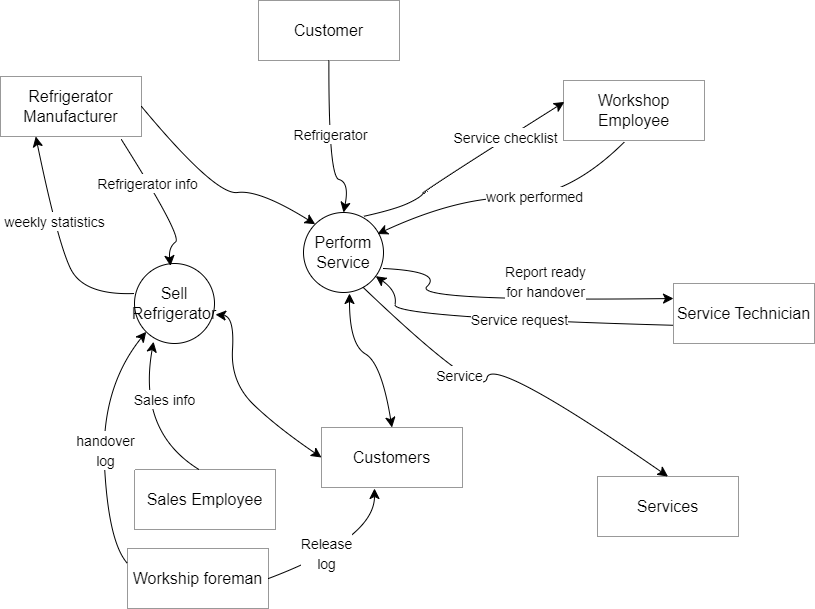 Customer
Refrigerator
Manufacturer
Workshop
Employee
Refrigerator
Service checklist
Refrigerator info
work performed
weekly statistics
Perform
Service
Report ready
for handover
Sell
Refrigerator
Service request
Service Technician
Service
Sales info
handover
log
Customers
Sales Employee
Services
Release
log
Workship foreman